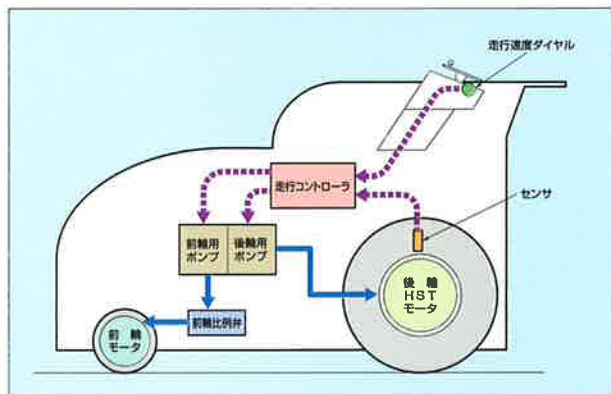 走行速度ダイヤル
走行コントローラ
センサ
前輪用
ポンプ
後輪用
ポンプ
後輪
HST
モータ
前輪比例弁
前輪
モータ